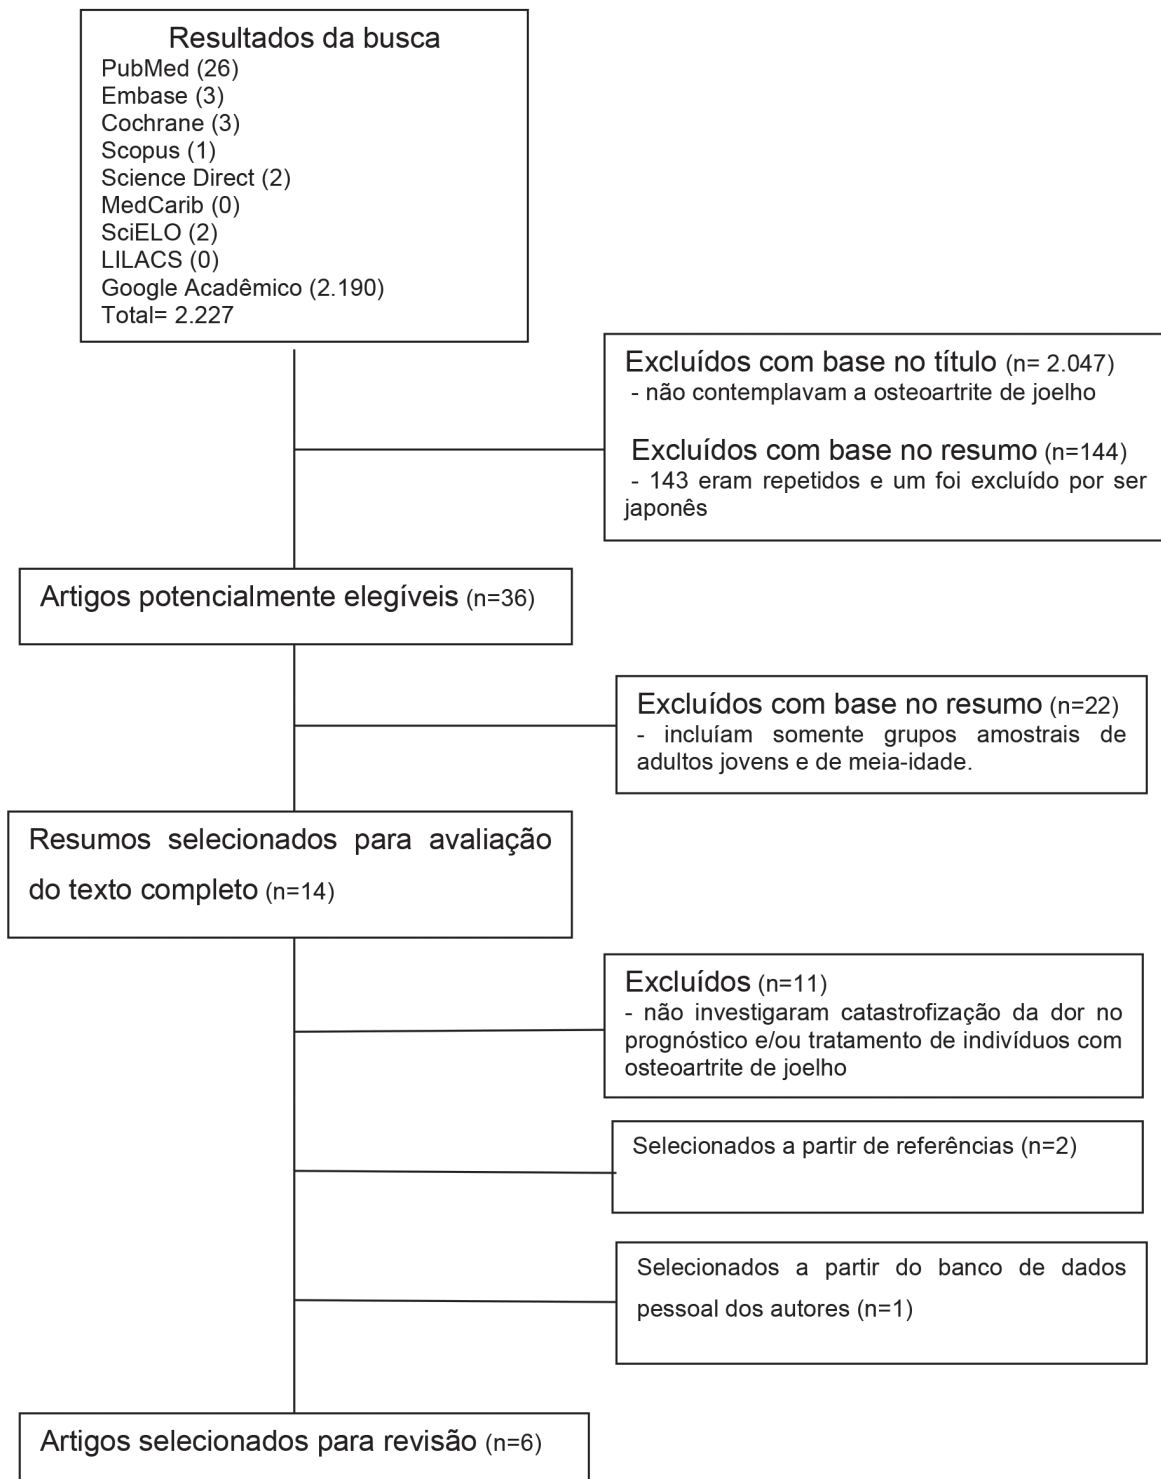 Resultados da busca
PubMed (26)
Embase (3)
Cochrane (3)
Scopus (1)
Science Direct (2)
MedCarib (0)
SciELO (2)
LILACS (0)
Google Acadêmico (2.190)
Total= 2.227
Excluídos com base no título (n= 2.047)
- não contemplavam a osteoartrite de joelho
Excluídos com base no resumo (n=144)
- 143 eram repetidos e um foi excluído por ser
japonês
Artigos potencialmente elegíveis (n=36)
Excluídos com base no resumo (n=22)
- incluíam somente grupos amostrais de
adultos jovens e de meia-idade.
Resumos selecionados para avaliação
do texto completo (n=14)
Excluídos (n=11)
- não investigaram catastrofização da dor no
prognóstico e/ou tratamento de indivíduos com
osteoartrite de joelho
Selecionados a partir de referências (n=2)
Selecionados a partir do banco de dados
pessoal dos autores (n=1)
Artigos selecionados para revisão (n=6)